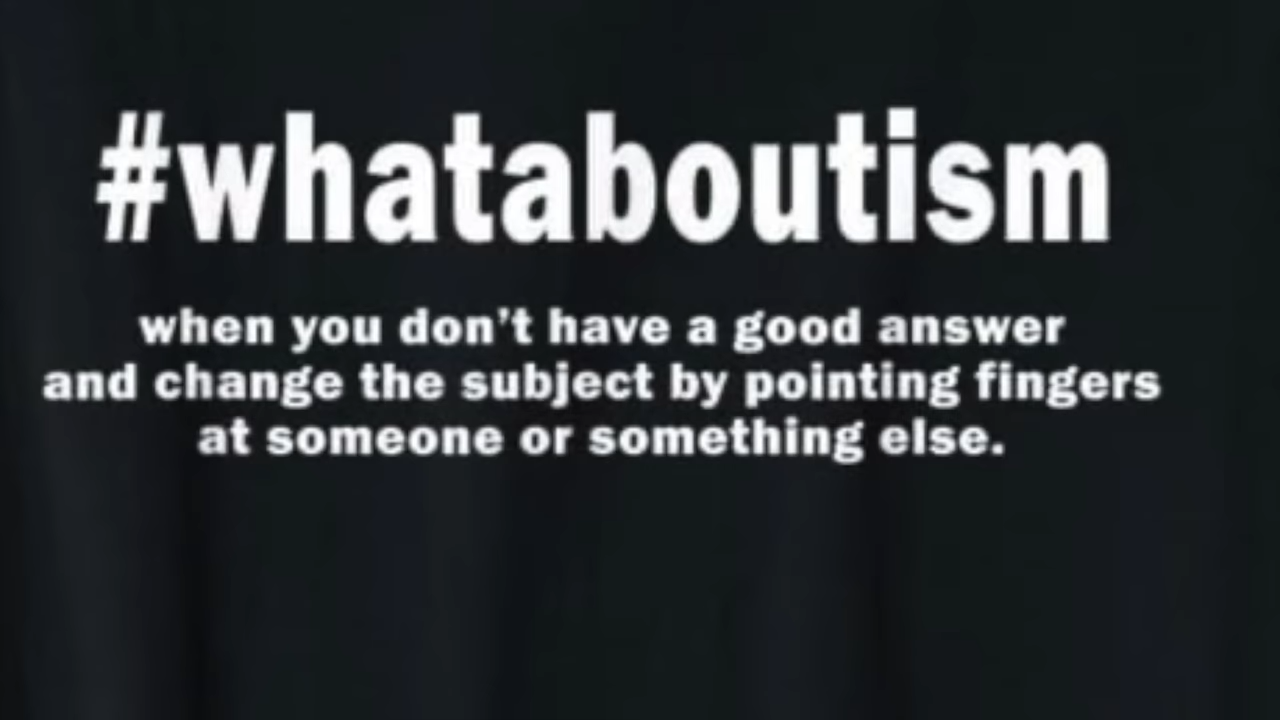 #whataboutism
when you don't have a good answer
and change the subject by pointing fingers
at someone or something else.